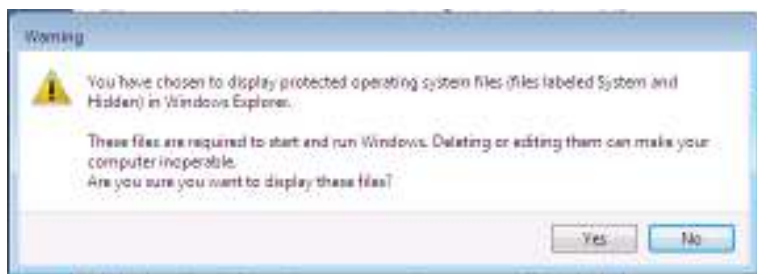 Warning
You have chosen to display protected operating system files (files labeled System and
Hidden) in Windows Explorer.
These files are required to start and run Windows. Deleting or editing them can make your
computer inoperable.
Are you sure you want to display these files?
Yes
No